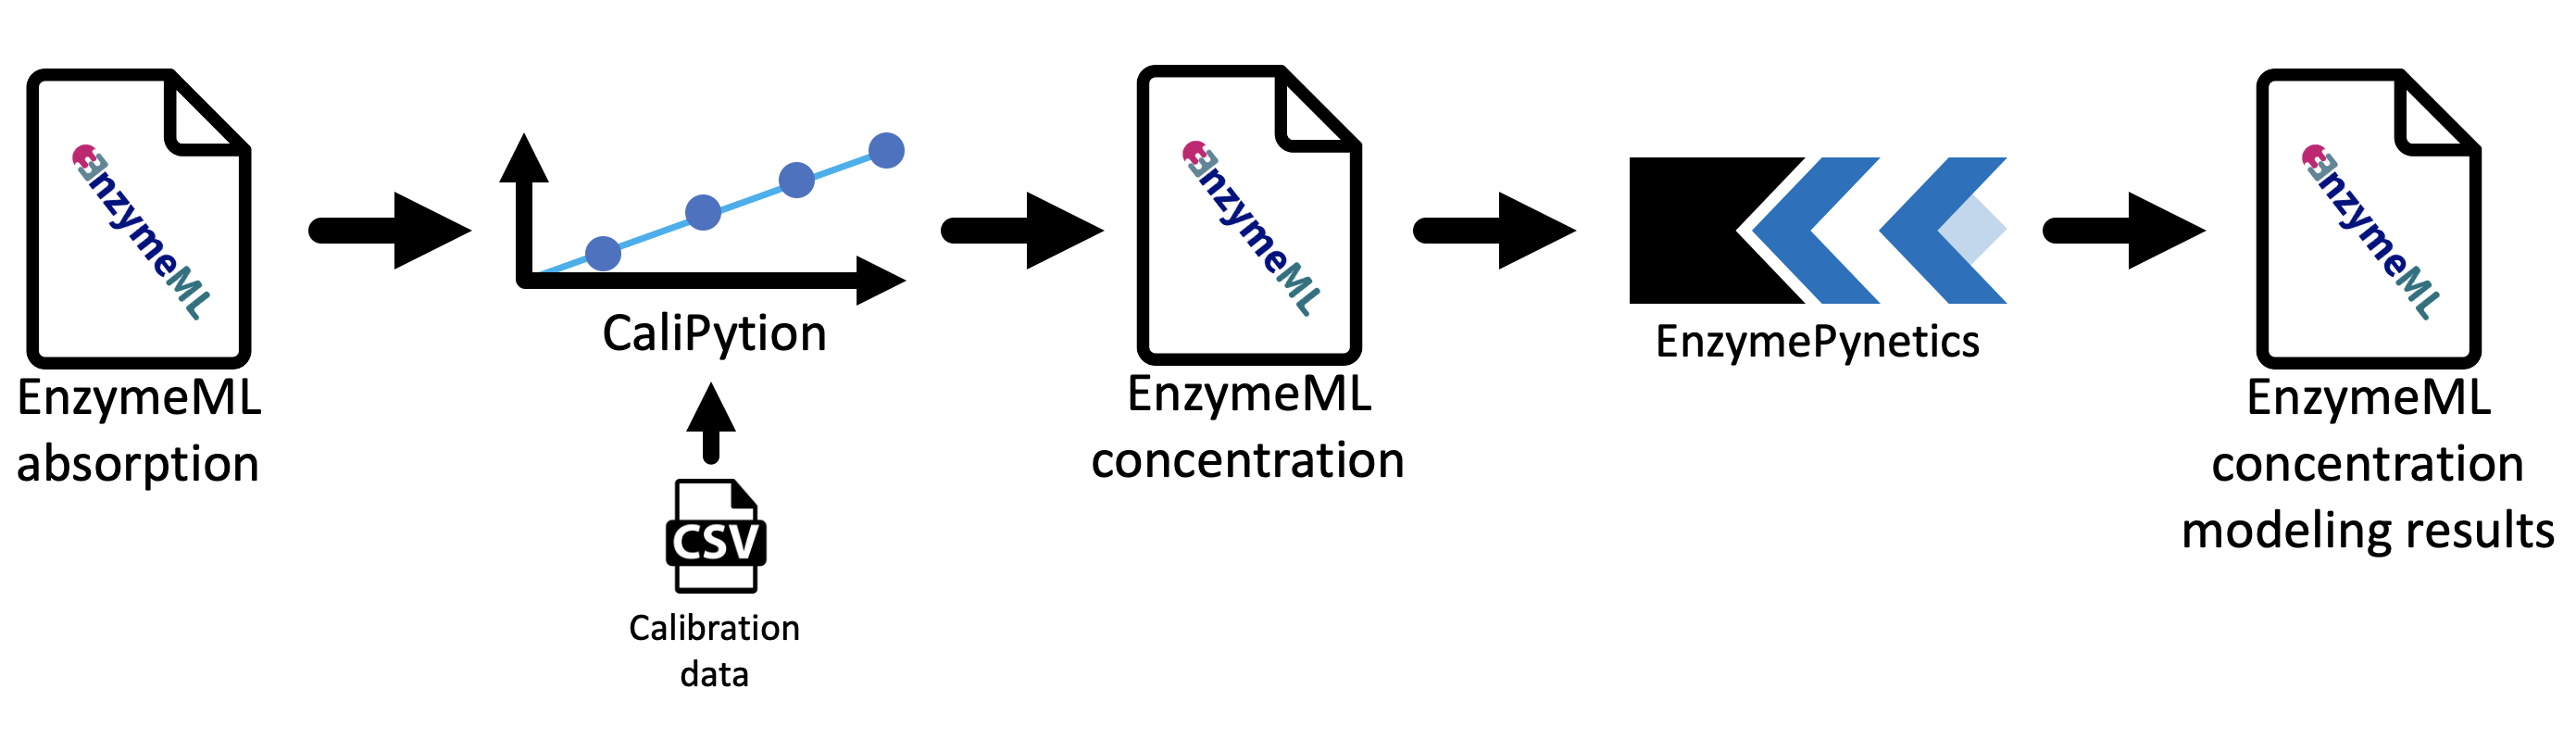 EnzymeML
EnzymeML
absorption
CaliPytion
CSV
Calibration
data
EnzymeML
EnzymeML
concentration
EnzymePynetics
EnzymeML
EnzymeML
concentration
modeling results